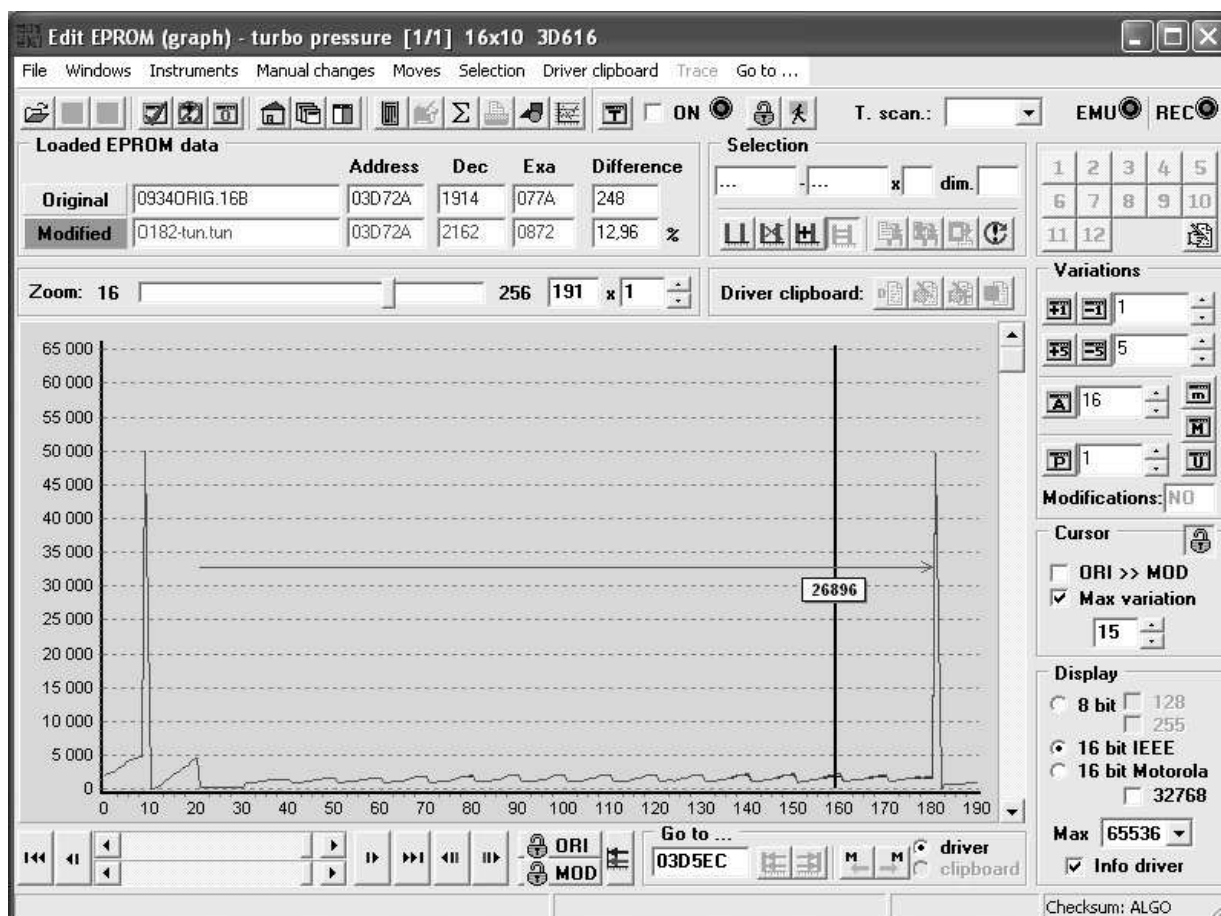 Edit EPROM (graph) - turbo pressure [1/1] 16x10 3D616
File Windows Instruments Manual changes Moves Selection Driver clipboard Trace Go to ...
ON T. scan.: EMU REC
Loaded EPROM data
Address Dec Exa Difference
Original 0934ORIG.16B 03D72A 1914 077A 248
Modified O182-tun.tun 03D72A 2162 0872 12,96 %
Selection
... - ... x dim.
1 2 3 4 5
6 7 8 9 10
11 12
Zoom: 16 256 191 x 1
Driver clipboard:
Variations
+1 -1 1
+5 -5 5
A 16 m
M
P 1 U
Modifications: NO
Cursor
ORI >> MOD
Max variation
15
Display
8 bit 128
255
16 bit IEEE
16 bit Motorola
32768
Max 65536
Info driver
65 000
60 000
55 000
50 000
45 000
40 000
35 000
30 000
25 000
20 000
15 000
10 000
5 000
0
26896
0 10 20 30 40 50 60 70 80 90 100 110 120 130 140 150 160 170 180 190
ORI
MOD
Go to ...
03D5EC
M M
driver
clipboard
Checksum: ALGO